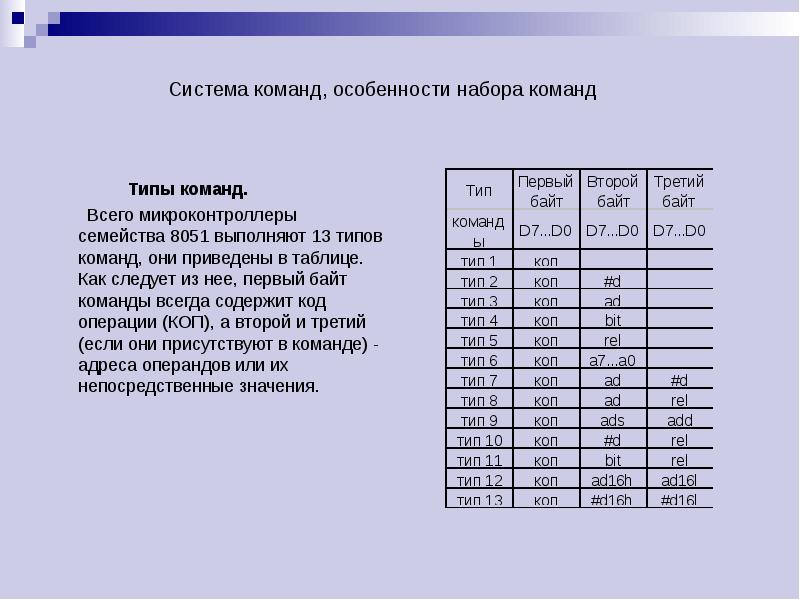 Система команд, особенности набора команд
Типы команд.
Всего микроконтроллеры
семейства 8051 выполняют 13 типов
команд, они приведены в таблице.
Как следует из нее, первый байт
команды всегда содержит код
операции (КОП), а второй и третий
(если они присутствуют в команде) -
адреса операндов или их
непосредственные значения.
Тип Первый байт Второй байт Третий байт
команды D7...D0 D7...D0 D7...D0
тип 1 коп
тип 2 коп #d
тип 3 коп ad
тип 4 коп bit
тип 5 коп rel
тип 6 коп a7...a0
тип 7 коп ad #d
тип 8 коп ad rel
тип 9 коп ads add
тип 10 коп #d rel
тип 11 коп bit rel
тип 12 коп ad16h ad16l
тип 13 коп #d16h #d16l